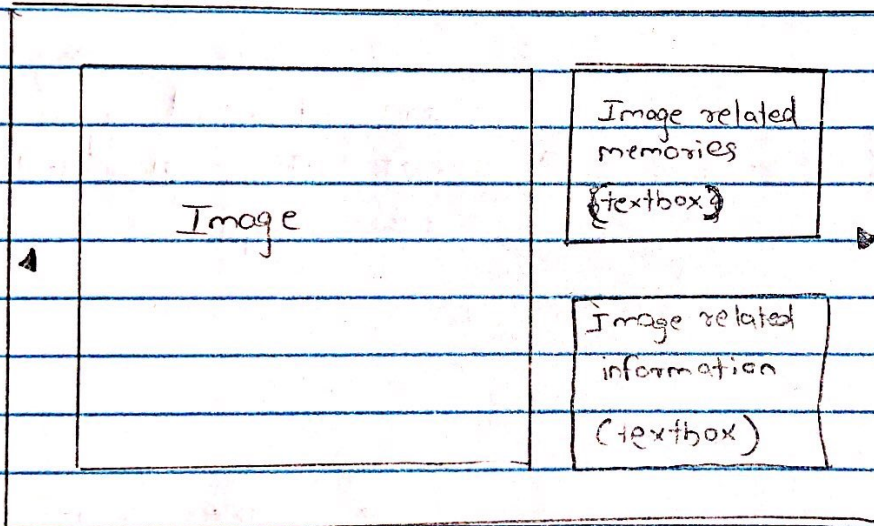 Image
Image related
memories
(textbox)
Image related
information
(textbox)